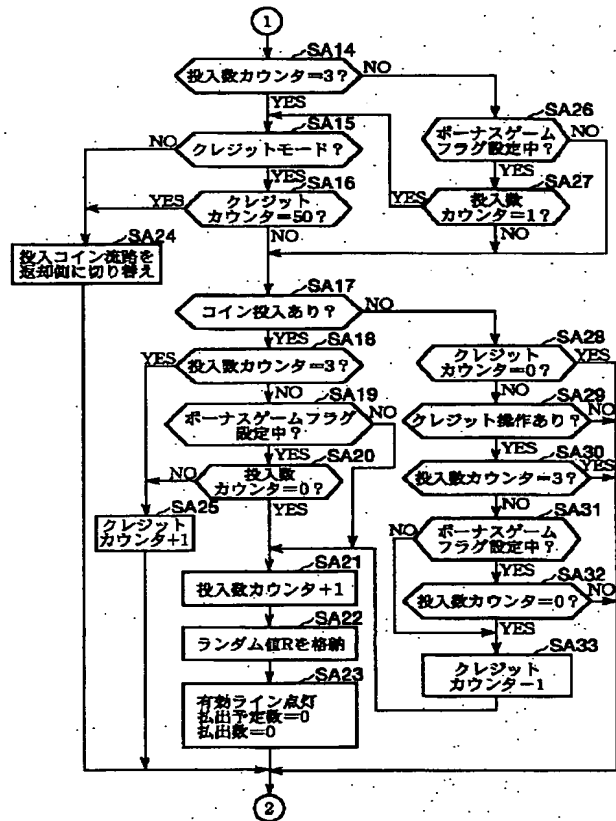 1
SA14
投入数カウンタ=3?
NO
YES
SA26
ボーナスゲーム
フラグ設定中?
NO
YES
SA15
クレジットモード?
NO
YES
SA27
投入数
カウンタ=1?
YES
NO
SA16
クレジット
カウンタ=50?
YES
NO
SA24
投入コイン流路を
返却側に切り替え
SA17
コイン投入あり?
NO
YES
SA28
クレジット
カウンタ=0?
YES
NO
SA18
投入数カウンタ=3?
YES
NO
SA29
クレジット操作あり?
NO
YES
SA19
ボーナスゲームフラグ
設定中?
NO
YES
SA30
投入数カウンタ=3?
YES
NO
SA20
投入数
カウンタ=0?
NO
YES
SA31
ボーナスゲーム
フラグ設定中?
NO
YES
SA25
クレジット
カウンタ+1
SA32
投入数カウンタ=0?
NO
YES
SA21
投入数カウンタ+1
SA33
クレジット
カウンタ-1
SA22
ランダム値Rを格納
SA23
有効ライン点灯
払出予定数=0
払出数=0
2